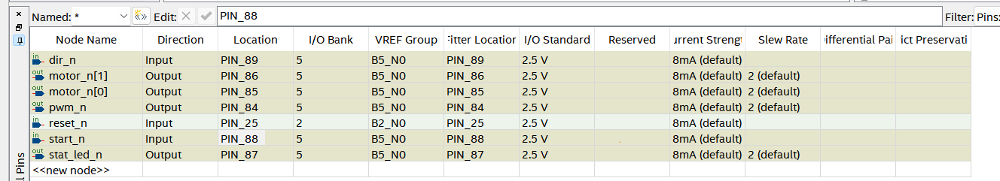 Named: * Edit: PIN_88 Filter: Pins:
Node Name Direction Location I/O Bank VREF Group Fitter Location I/O Standard Reserved urrent Streng Slew Rate ifferential Pai ict Preservati
in dir_n Input PIN_89 5 B5_N0 PIN_89 2.5 V 8mA (default)
out motor_n[1] Output PIN_86 5 B5_N0 PIN_86 2.5 V 8mA (default) 2 (default)
out motor_n[0] Output PIN_85 5 B5_N0 PIN_85 2.5 V 8mA (default) 2 (default)
out pwm_n Output PIN_84 5 B5_N0 PIN_84 2.5 V 8mA (default) 2 (default)
in reset_n Input PIN_25 2 B2_N0 PIN_25 2.5 V 8mA (default)
in start_n Input PIN_88 5 B5_N0 PIN_88 2.5 V 8mA (default)
out stat_led_n Output PIN_87 5 B5_N0 PIN_87 2.5 V 8mA (default) 2 (default)
<<new node>>
l Pins